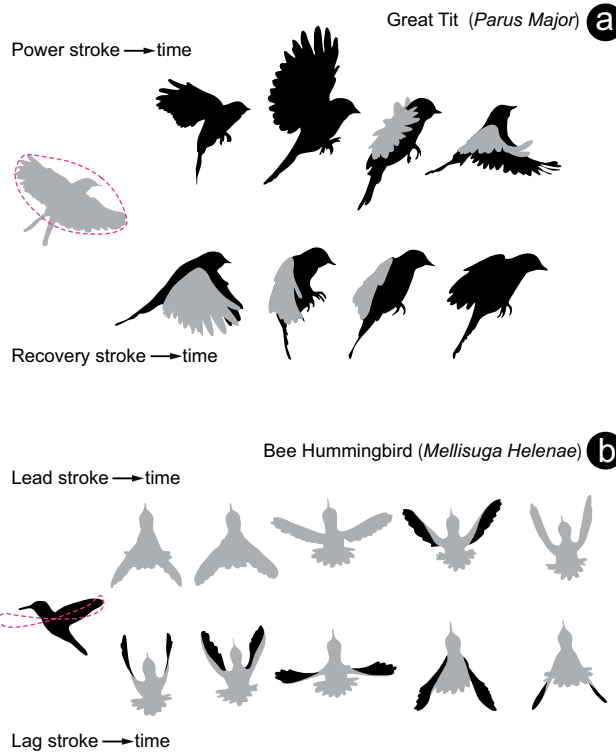 Great Tit (Parus Major) a
Power stroke → time
Recovery stroke → time
Bee Hummingbird (Mellisuga Helenae) b
Lead stroke → time
Lag stroke → time